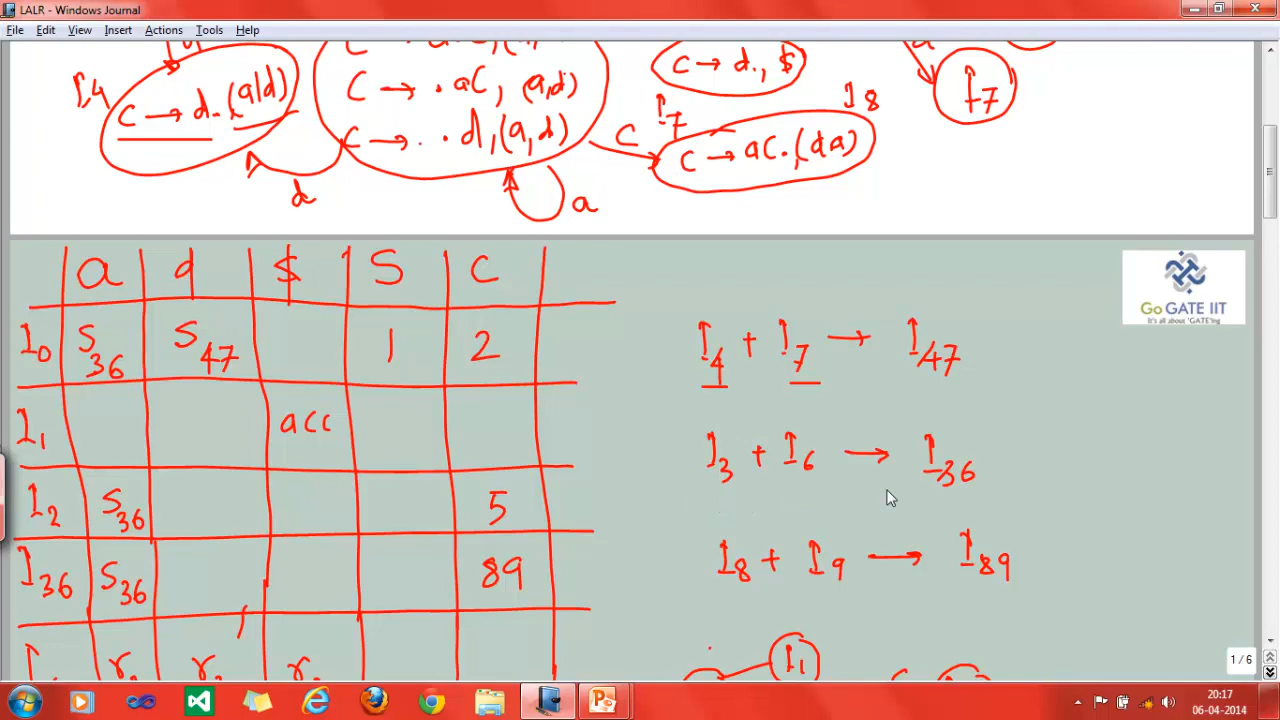 LALR - Windows Journal
File Edit View Insert Actions Tools Help
I4
C → d. (a/d)
C → . aC, (a,d)
C → . d, (a,d)
d
a
C
C → d., $
I7
I8
C → aC., (da)
I7
a d $ S C
I0 S36 S47 1 2
I1 acc
I2 S36 5
I36 S36 89
I4 + I7 → I47
I3 + I6 → I36
I8 + I9 → I89
I1
Go GATE IIT
It's all about 'GATE'ing
1 / 6
20:17
06-04-2014